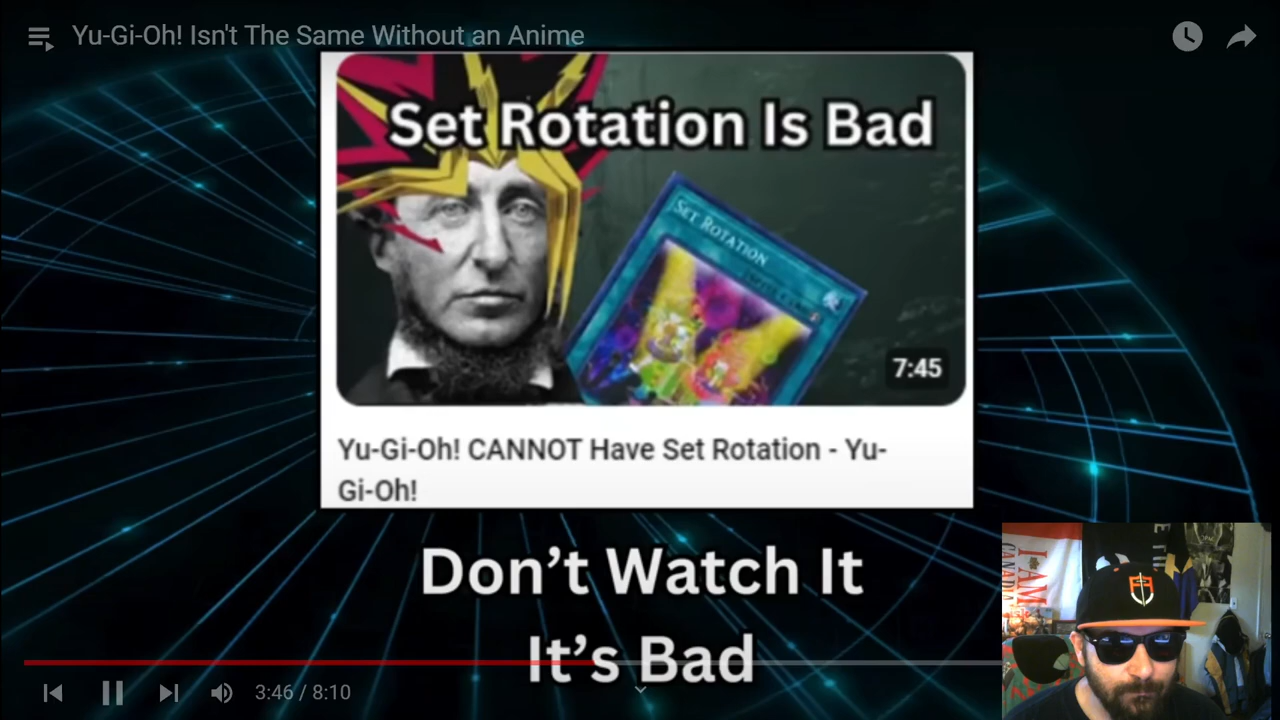 Yu-Gi-Oh! Isn't The Same Without an Anime
Set Rotation Is Bad
SET ROTATION
7:45
Yu-Gi-Oh! CANNOT Have Set Rotation - Yu-
Gi-Oh!
Don't Watch It
It's Bad
I AM
3:46 / 8:10